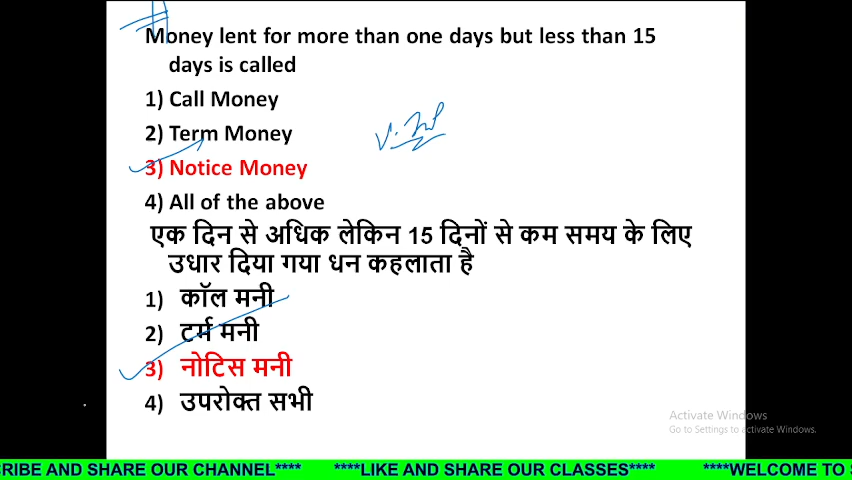 Money lent for more than one days but less than 15
days is called
1) Call Money
2) Term Money
3) Notice Money
4) All of the above
V. Imp
एक दिन से अधिक लेकिन 15 दिनों से कम समय के लिए
उधार दिया गया धन कहलाता है
1) कॉल मनी
2) टर्म मनी
3) नोटिस मनी
4) उपरोक्त सभी
Activate Windows
Go to Settings to activate Windows.
CRIBE AND SHARE OUR CHANNEL**** ****LIKE AND SHARE OUR CLASSES**** ****WELCOME TO S